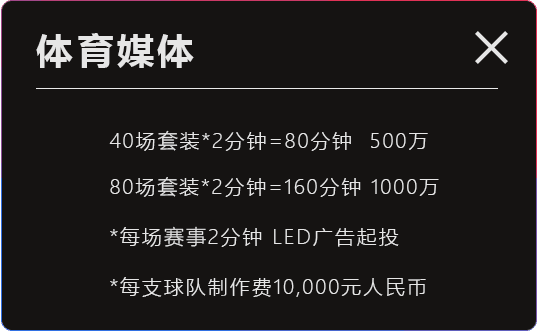 体育媒体
40场套装*2分钟=80分钟 500万
80场套装*2分钟=160分钟 1000万
*每场赛事2分钟 LED广告起投
*每支球队制作费10,000元人民币